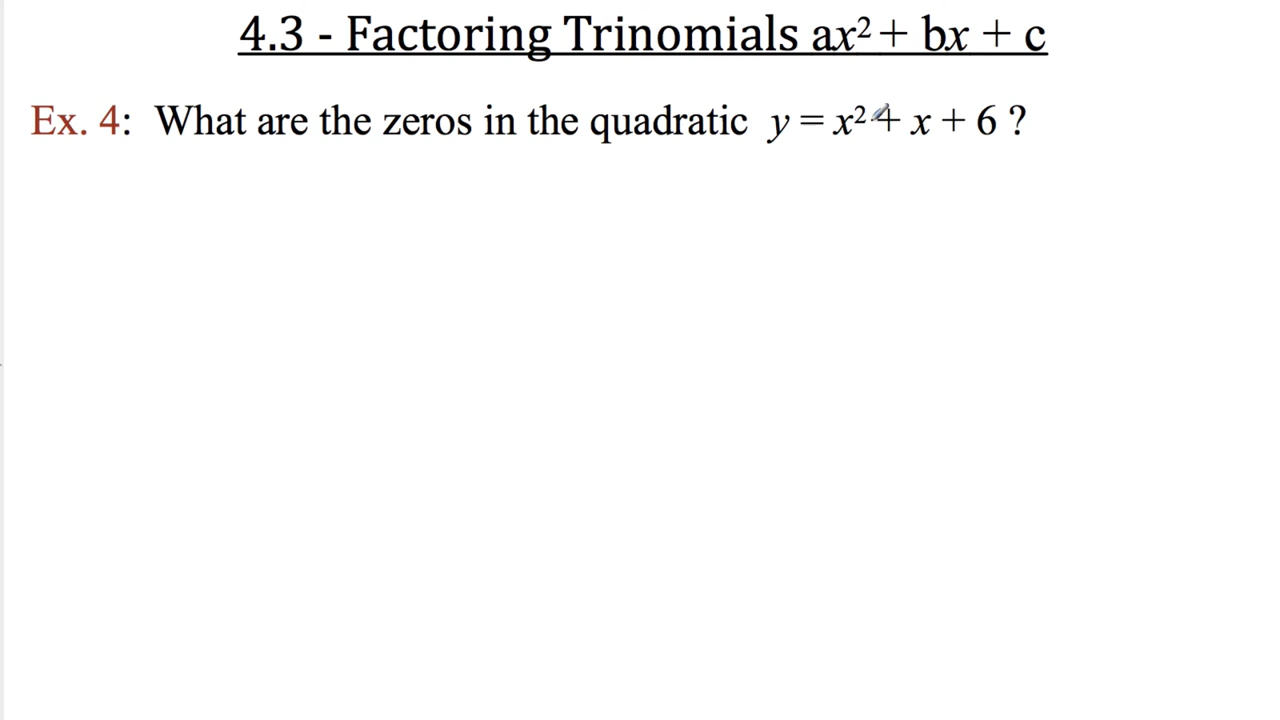 4.3 - Factoring Trinomials ax² + bx + c
Ex. 4: What are the zeros in the quadratic y = x² + x + 6 ?